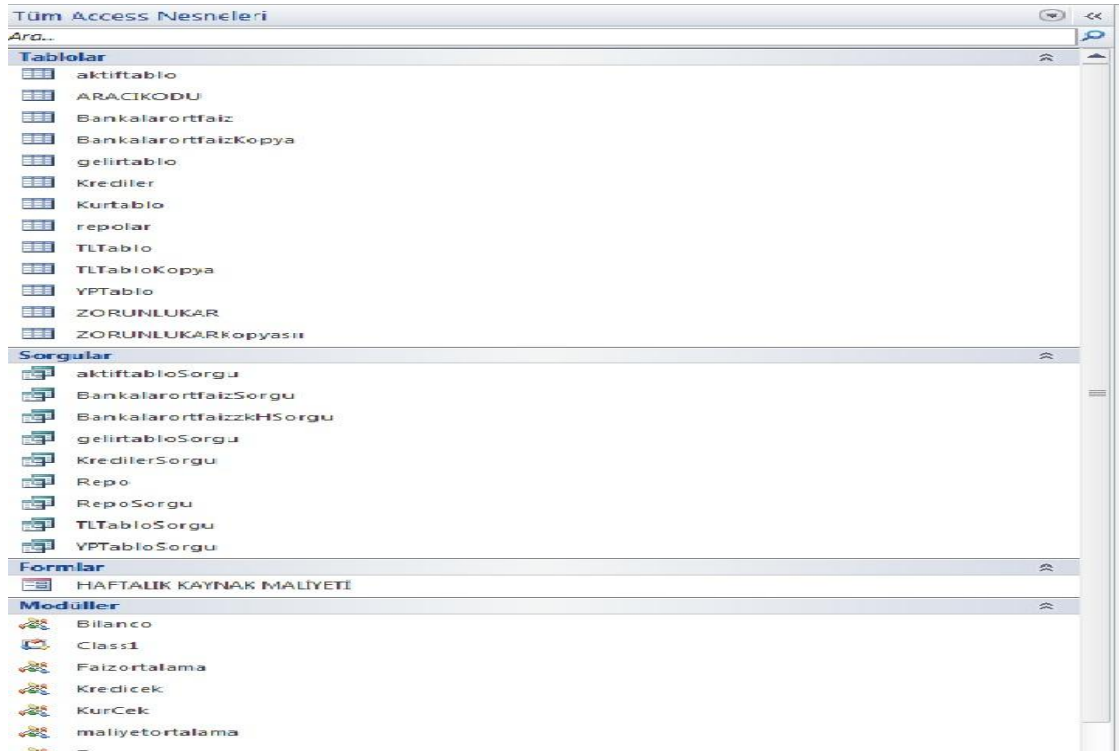 Tüm Access Nesneleri
Ara...
Tablolar
aktiftablo
ARACIKODU
Bankalarortfaiz
BankalarortfaizKopya
gelirtablo
Krediler
Kurtablo
repolar
TLTablo
TLTabloKopya
YPTablo
ZORUNLUKAR
ZORUNLUKARKopyasıı
Sorgular
aktiftabloSorgu
BankalarortfaizSorgu
BankalarortfaizzkHSorgu
gelirtabloSorgu
KredilerSorgu
Repo
RepoSorgu
TLTabloSorgu
YPTabloSorgu
Formlar
HAFTALIK KAYNAK MALİYETİ
Modüller
Bilanco
Class1
Faizortalama
Kredicek
KurCek
maliyetortalama